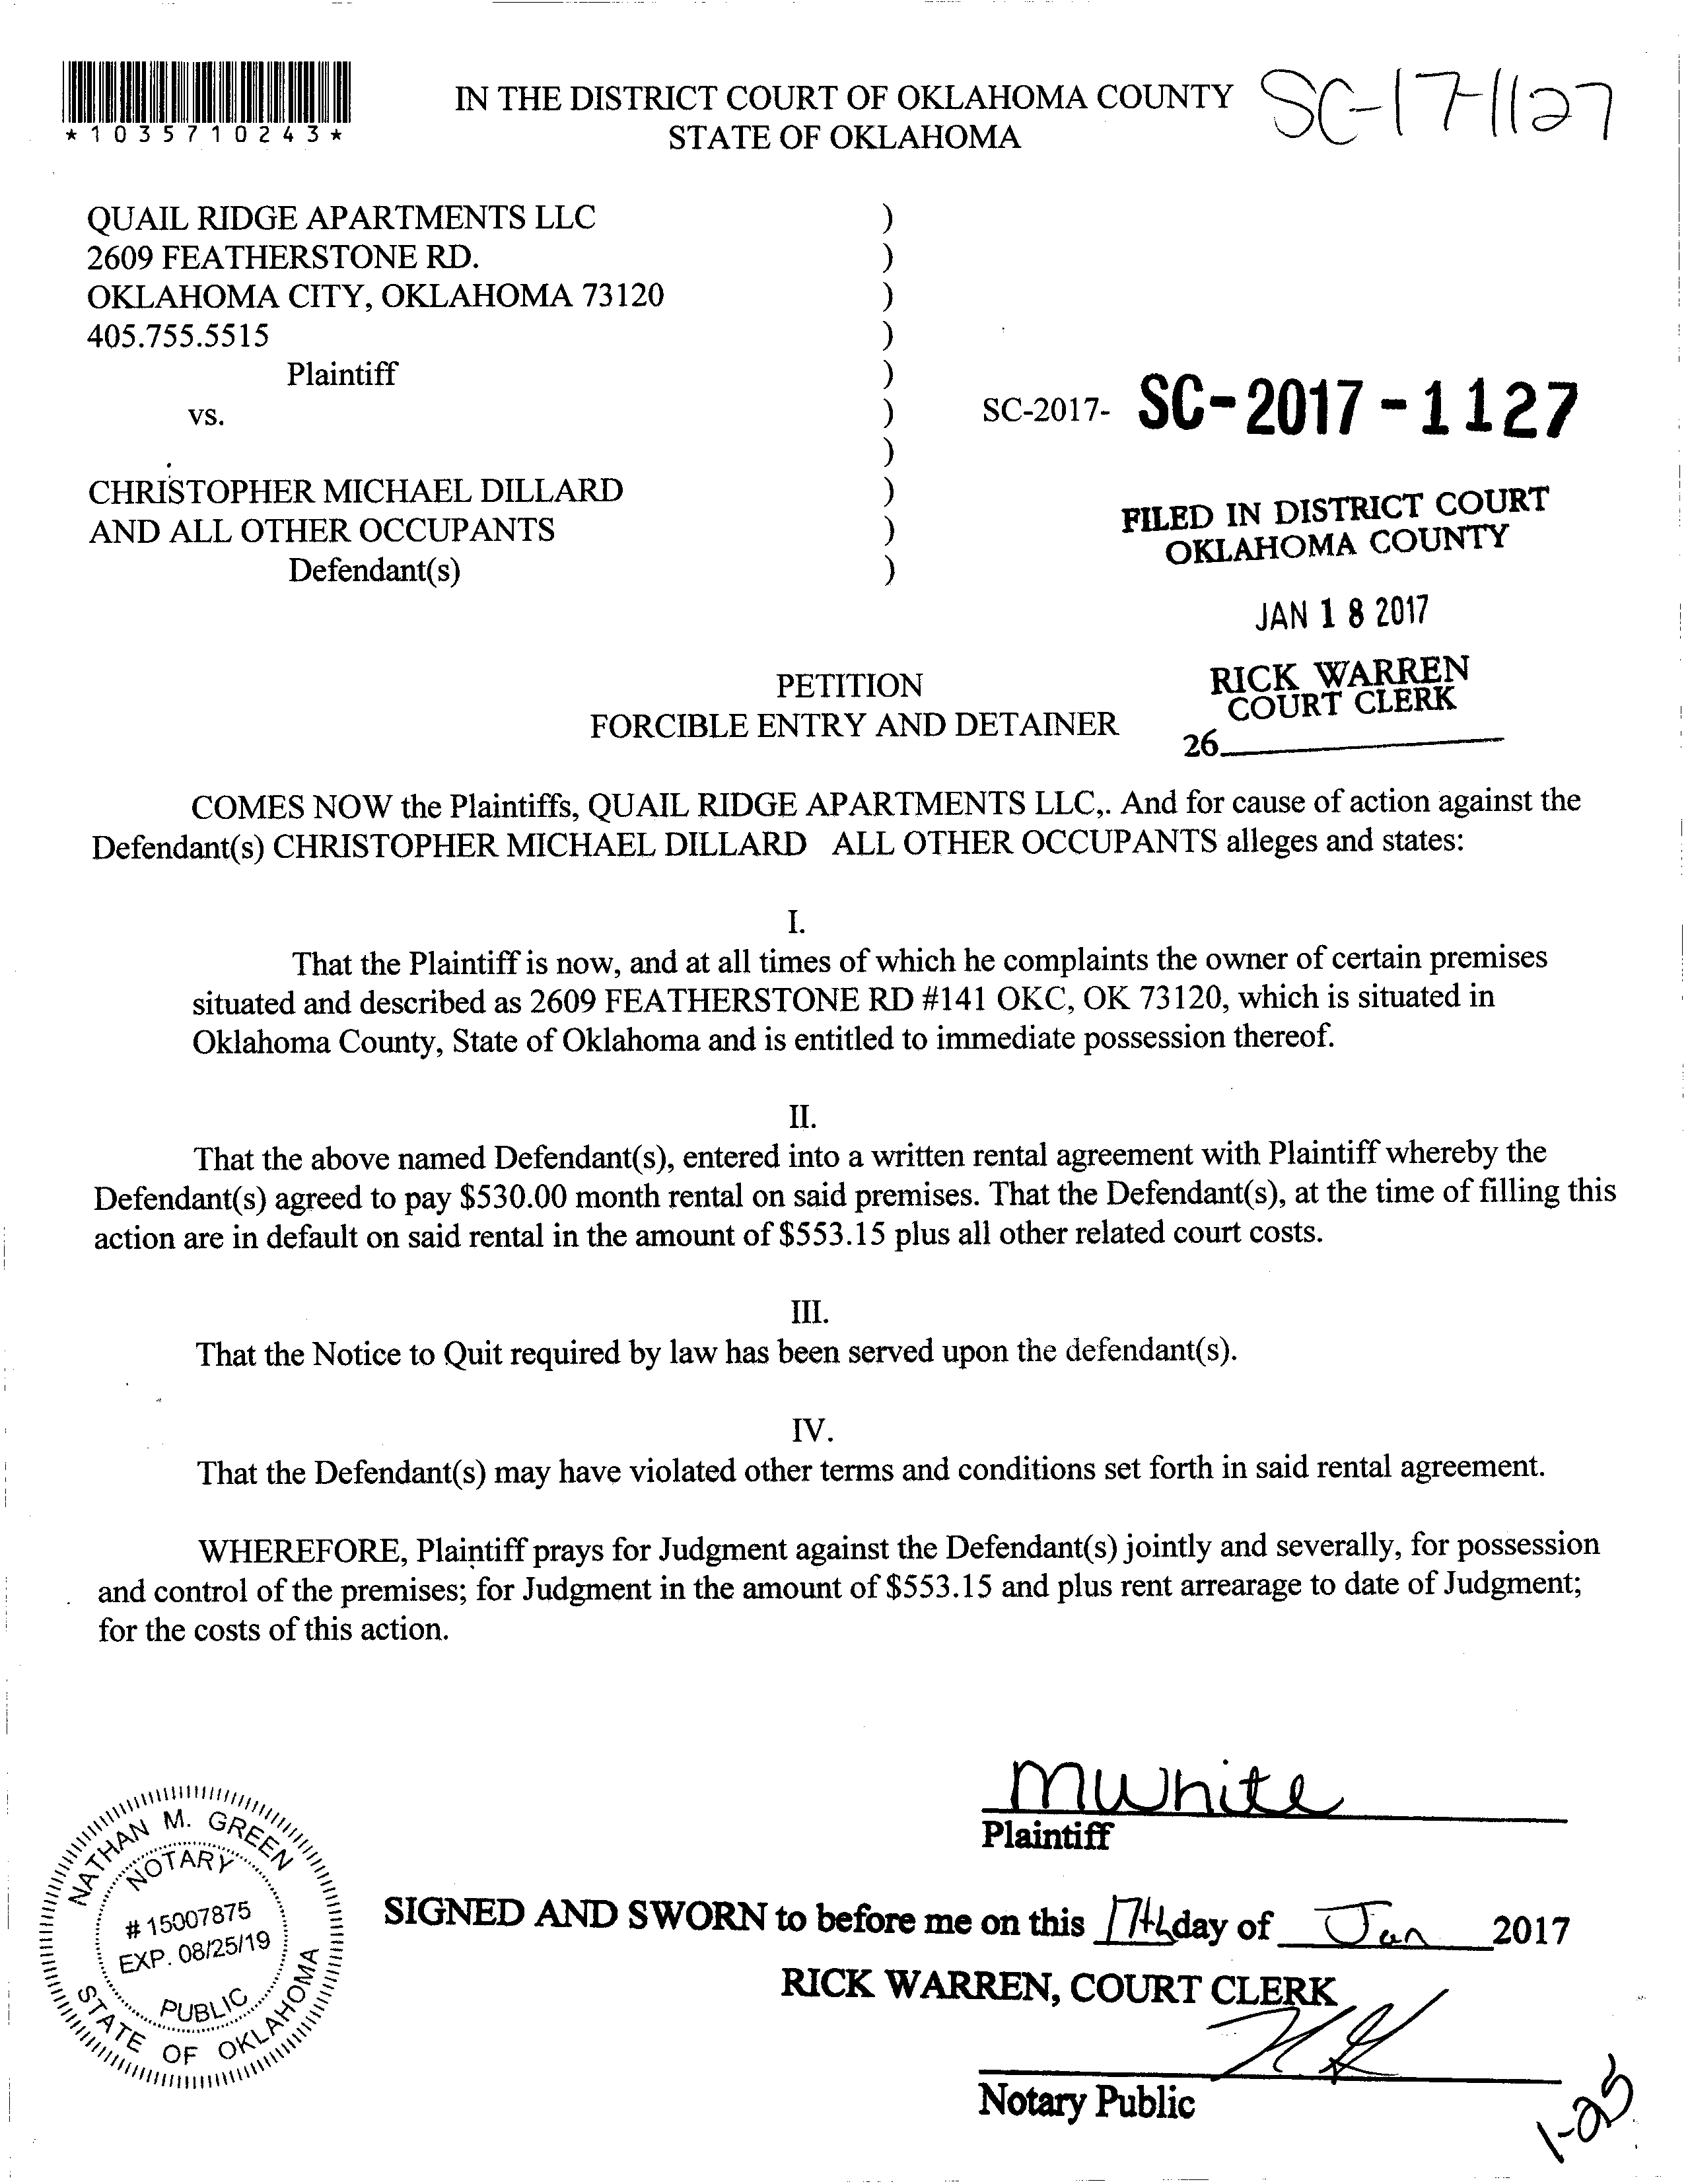 *1035710243*
IN THE DISTRICT COURT OF OKLAHOMA COUNTY
STATE OF OKLAHOMA
SC-17-1127
QUAIL RIDGE APARTMENTS LLC )
2609 FEATHERSTONE RD. )
OKLAHOMA CITY, OKLAHOMA 73120 )
405.755.5515 )
Plaintiff )
vs. ) SC-2017- SC-2017-1127
)
CHRISTOPHER MICHAEL DILLARD )
AND ALL OTHER OCCUPANTS )
Defendant(s) )
FILED IN DISTRICT COURT
OKLAHOMA COUNTY
JAN 18 2017
RICK WARREN
COURT CLERK
26
PETITION
FORCIBLE ENTRY AND DETAINER
COMES NOW the Plaintiffs, QUAIL RIDGE APARTMENTS LLC,. And for cause of action against the
Defendant(s) CHRISTOPHER MICHAEL DILLARD ALL OTHER OCCUPANTS alleges and states:
I.
That the Plaintiff is now, and at all times of which he complaints the owner of certain premises
situated and described as 2609 FEATHERSTONE RD #141 OKC, OK 73120, which is situated in
Oklahoma County, State of Oklahoma and is entitled to immediate possession thereof.
II.
That the above named Defendant(s), entered into a written rental agreement with Plaintiff whereby the
Defendant(s) agreed to pay $530.00 month rental on said premises. That the Defendant(s), at the time of filling this
action are in default on said rental in the amount of $553.15 plus all other related court costs.
III.
That the Notice to Quit required by law has been served upon the defendant(s).
IV.
That the Defendant(s) may have violated other terms and conditions set forth in said rental agreement.
WHEREFORE, Plaintiff prays for Judgment against the Defendant(s) jointly and severally, for possession
and control of the premises; for Judgment in the amount of $553.15 and plus rent arrearage to date of Judgment;
for the costs of this action.
MWhite
Plaintiff
NATHAN M. GREEN
NOTARY
# 15007875
EXP. 08/25/19
PUBLIC
STATE OF OKLAHOMA
SIGNED AND SWORN to before me on this 17th day of Jan 2017
RICK WARREN, COURT CLERK
Notary Public
1-25